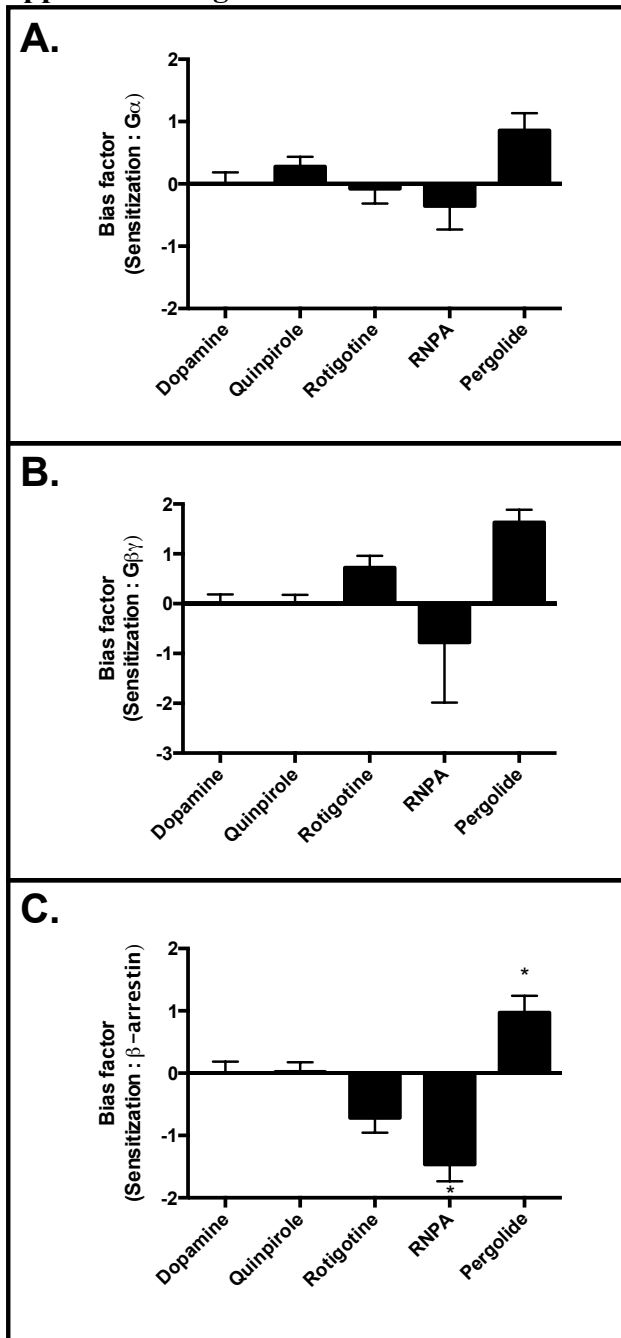 A.
Bias factor
(Sensitization : Gα)
2
1
0
-1
-2
Dopamine
Quinpirole
Rotigotine
RNPA
Pergolide
B.
Bias factor
(Sensitization : Gβγ)
2
1
0
-1
-2
-3
Dopamine
Quinpirole
Rotigotine
RNPA
Pergolide
C.
Bias factor
(Sensitization : β-arrestin)
2
1
0
-1
-2
*
*
Dopamine
Quinpirole
Rotigotine
RNPA
Pergolide